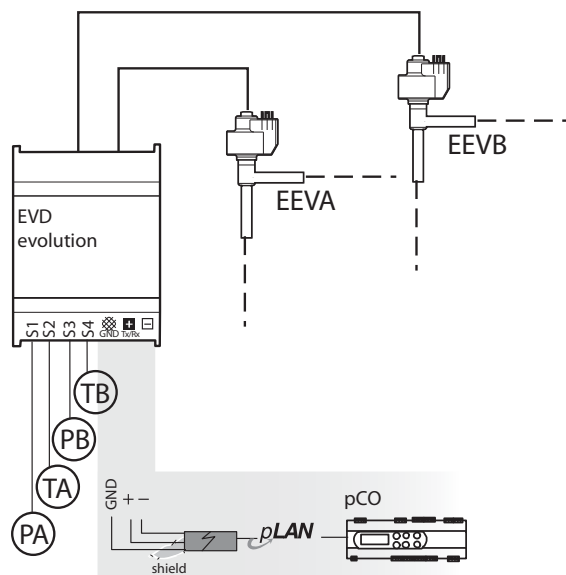 EEVB
EEVA
EVD
evolution
S1
S2
S3
S4
GND
Tx/Rx
TB
PB
TA
PA
GND
+
–
shield
pLAN
pCO